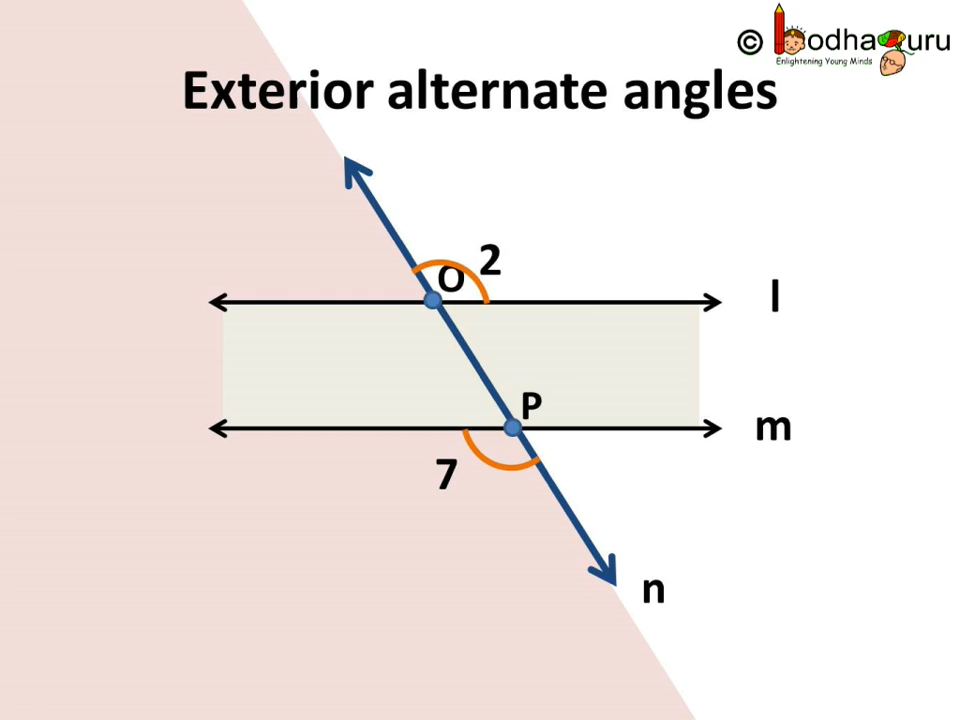 © BodhaGuru
Enlightening Young Minds
Exterior alternate angles
2
O
l
P
m
7
n